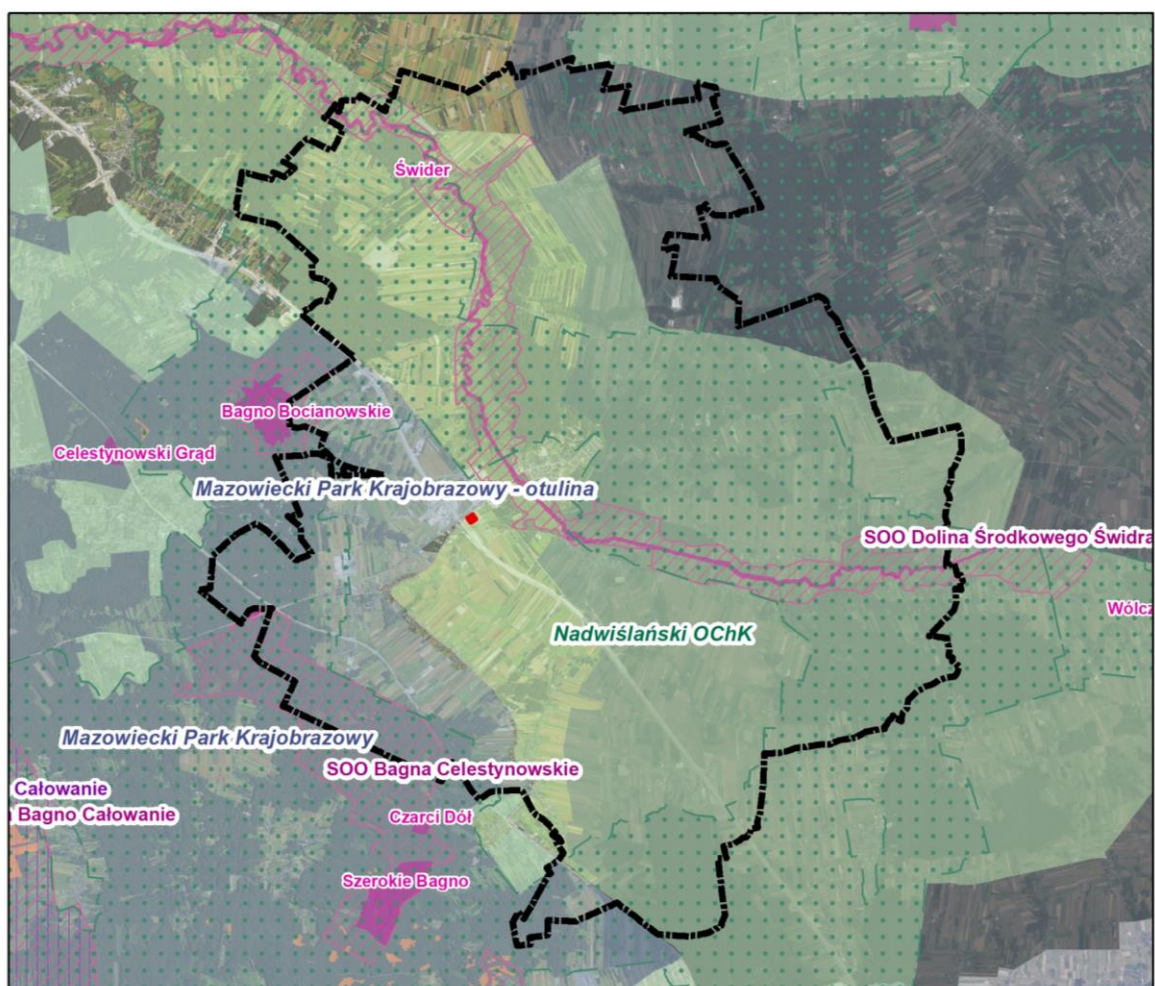 Świder
Bagno Bocianowskie
Celestynowski Grąd
Mazowiecki Park Krajobrazowy - otulina
SOO Dolina Środkowego Świdra
Wólcz
Nadwiślański OChK
Mazowiecki Park Krajobrazowy
SOO Bagna Celestynowskie
Całowanie
Bagno Całowanie
Czarci Dół
Szerokie Bagno